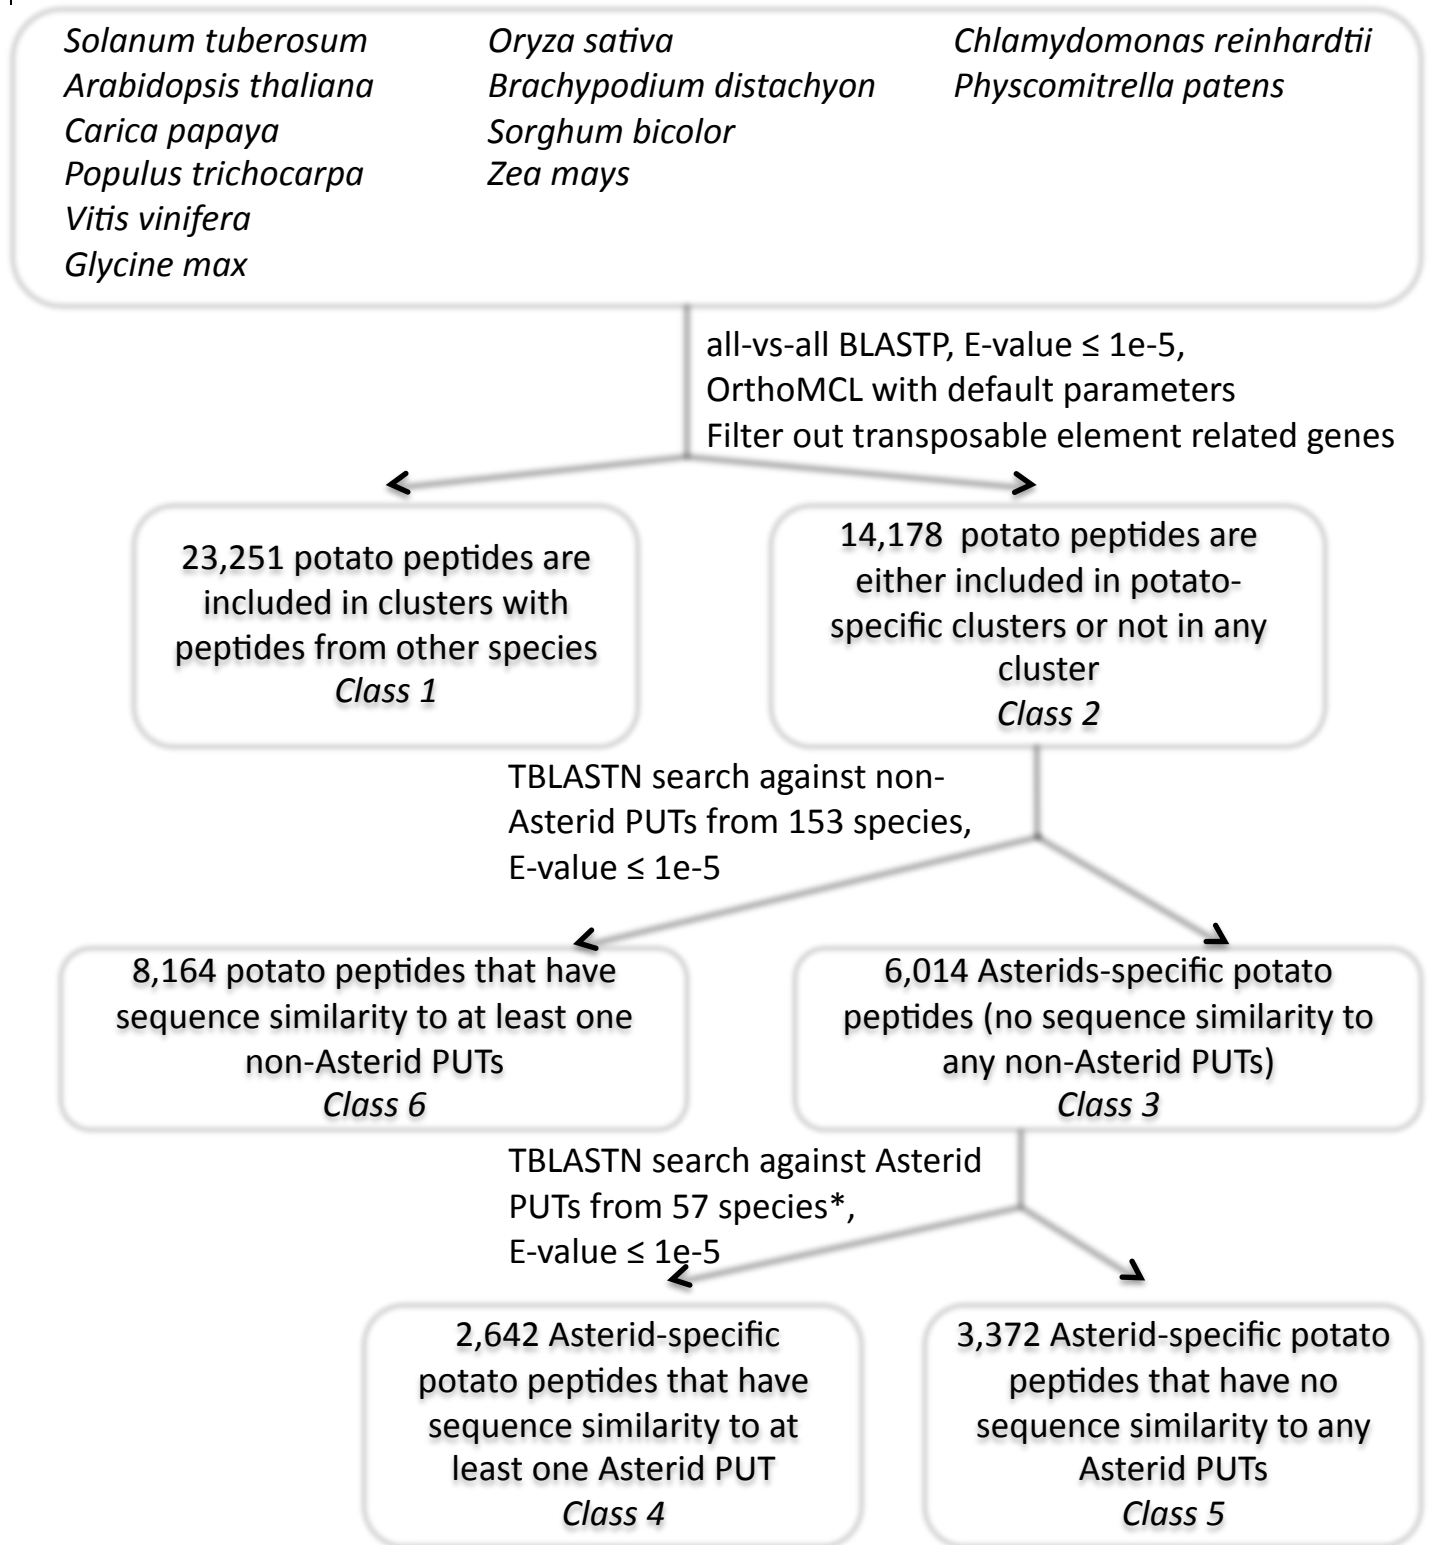 Solanum tuberosum
Arabidopsis thaliana
Carica papaya
Populus trichocarpa
Vitis vinifera
Glycine max
Oryza sativa
Brachypodium distachyon
Sorghum bicolor
Zea mays
Chlamydomonas reinhardtii
Physcomitrella patens
all-vs-all BLASTP, E-value ≤ 1e-5,
OrthoMCL with default parameters
Filter out transposable element related genes
23,251 potato peptides are
included in clusters with
peptides from other species
Class 1
14,178 potato peptides are
either included in potato-
specific clusters or not in any
cluster
Class 2
TBLASTN search against non-
Asterid PUTs from 153 species,
E-value ≤ 1e-5
8,164 potato peptides that have
sequence similarity to at least one
non-Asterid PUTs
Class 6
6,014 Asterids-specific potato
peptides (no sequence similarity to
any non-Asterid PUTs)
Class 3
TBLASTN search against Asterid
PUTs from 57 species*,
E-value ≤ 1e-5
2,642 Asterid-specific
potato peptides that have
sequence similarity to at
least one Asterid PUT
Class 4
3,372 Asterid-specific potato
peptides that have no
sequence similarity to any
Asterid PUTs
Class 5